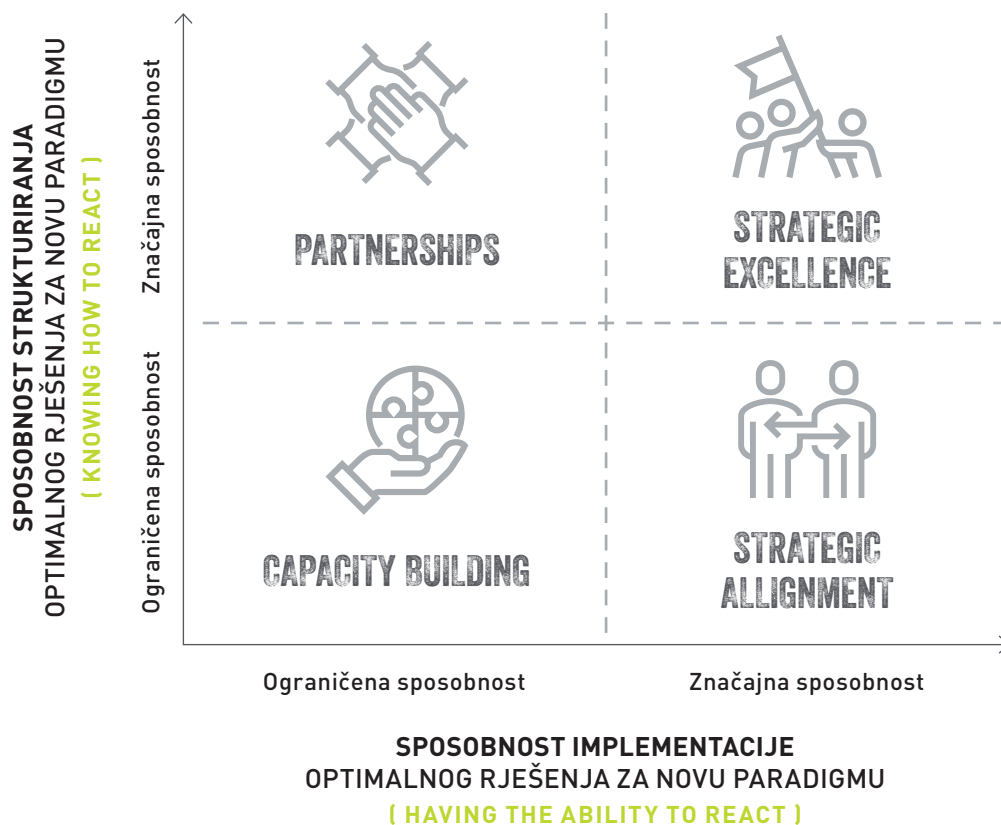 SPOSOBNOST STRUKTURIRANJA
OPTIMALNOG RJEŠENJA ZA NOVU PARADIGMU
( KNOWING HOW TO REACT )
Značajna sposobnost
Ograničena sposobnost
PARTNERSHIPS
STRATEGIC
EXCELLENCE
CAPACITY BUILDING
STRATEGIC
ALLIGNMENT
Ograničena sposobnost
Značajna sposobnost
SPOSOBNOST IMPLEMENTACIJE
OPTIMALNOG RJEŠENJA ZA NOVU PARADIGMU
( HAVING THE ABILITY TO REACT )